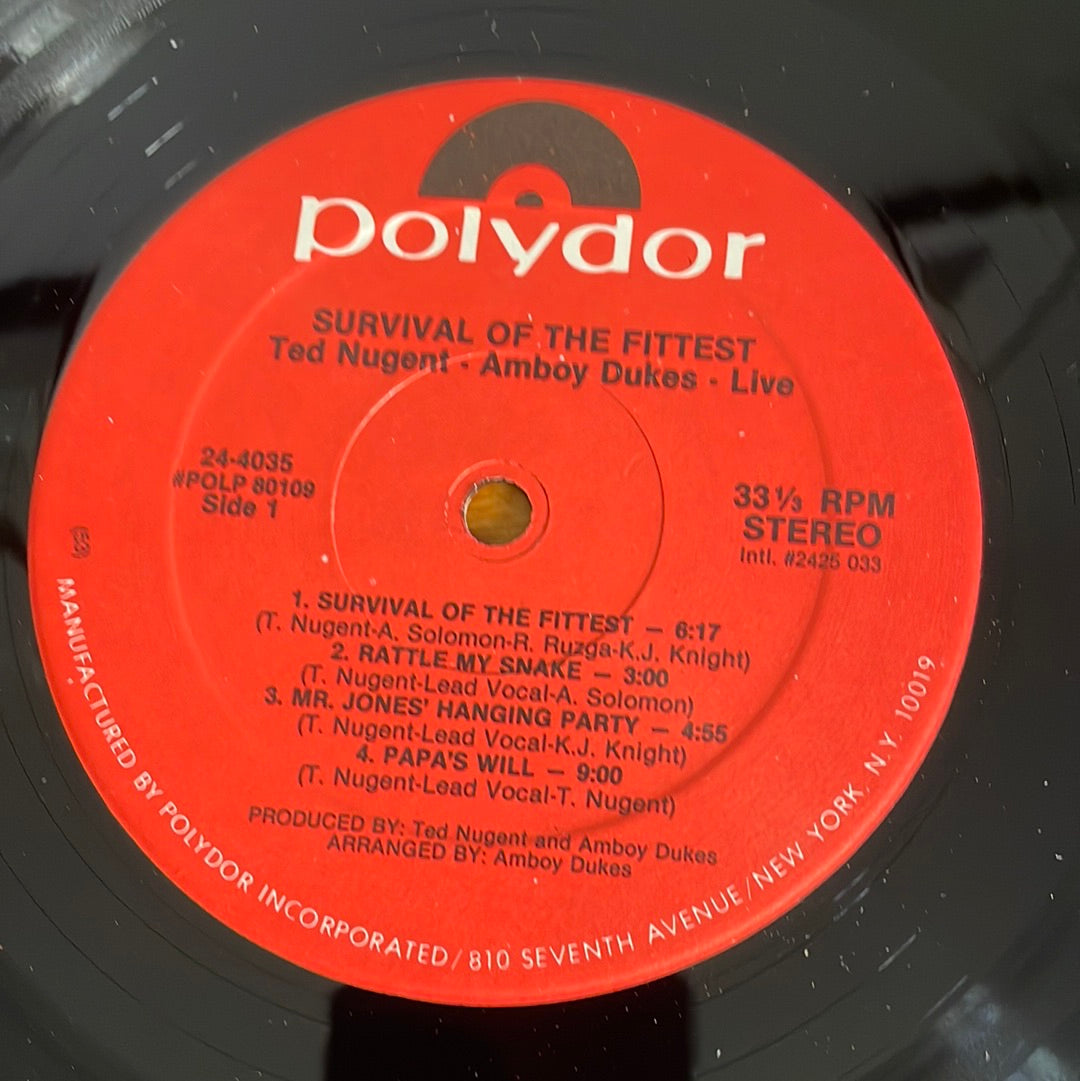 polydor
SURVIVAL OF THE FITTEST
Ted Nugent - Amboy Dukes - Live
24-4035
#POLP 80109
Side 1
33 1/3 RPM
STEREO
Intl. #2425 033
1. SURVIVAL OF THE FITTEST — 6:17
(T. Nugent-A. Solomon-R. Ruzga-K.J. Knight)
2. RATTLE MY SNAKE — 3:00
(T. Nugent-Lead Vocal-A. Solomon)
3. MR. JONES' HANGING PARTY — 4:55
(T. Nugent-Lead Vocal-K.J. Knight)
4. PAPA'S WILL — 9:00
(T. Nugent-Lead Vocal-T. Nugent)
PRODUCED BY: Ted Nugent and Amboy Dukes
ARRANGED BY: Amboy Dukes
MANUFACTURED BY POLYDOR INCORPORATED/810 SEVENTH AVENUE/NEW YORK, N.Y. 10019